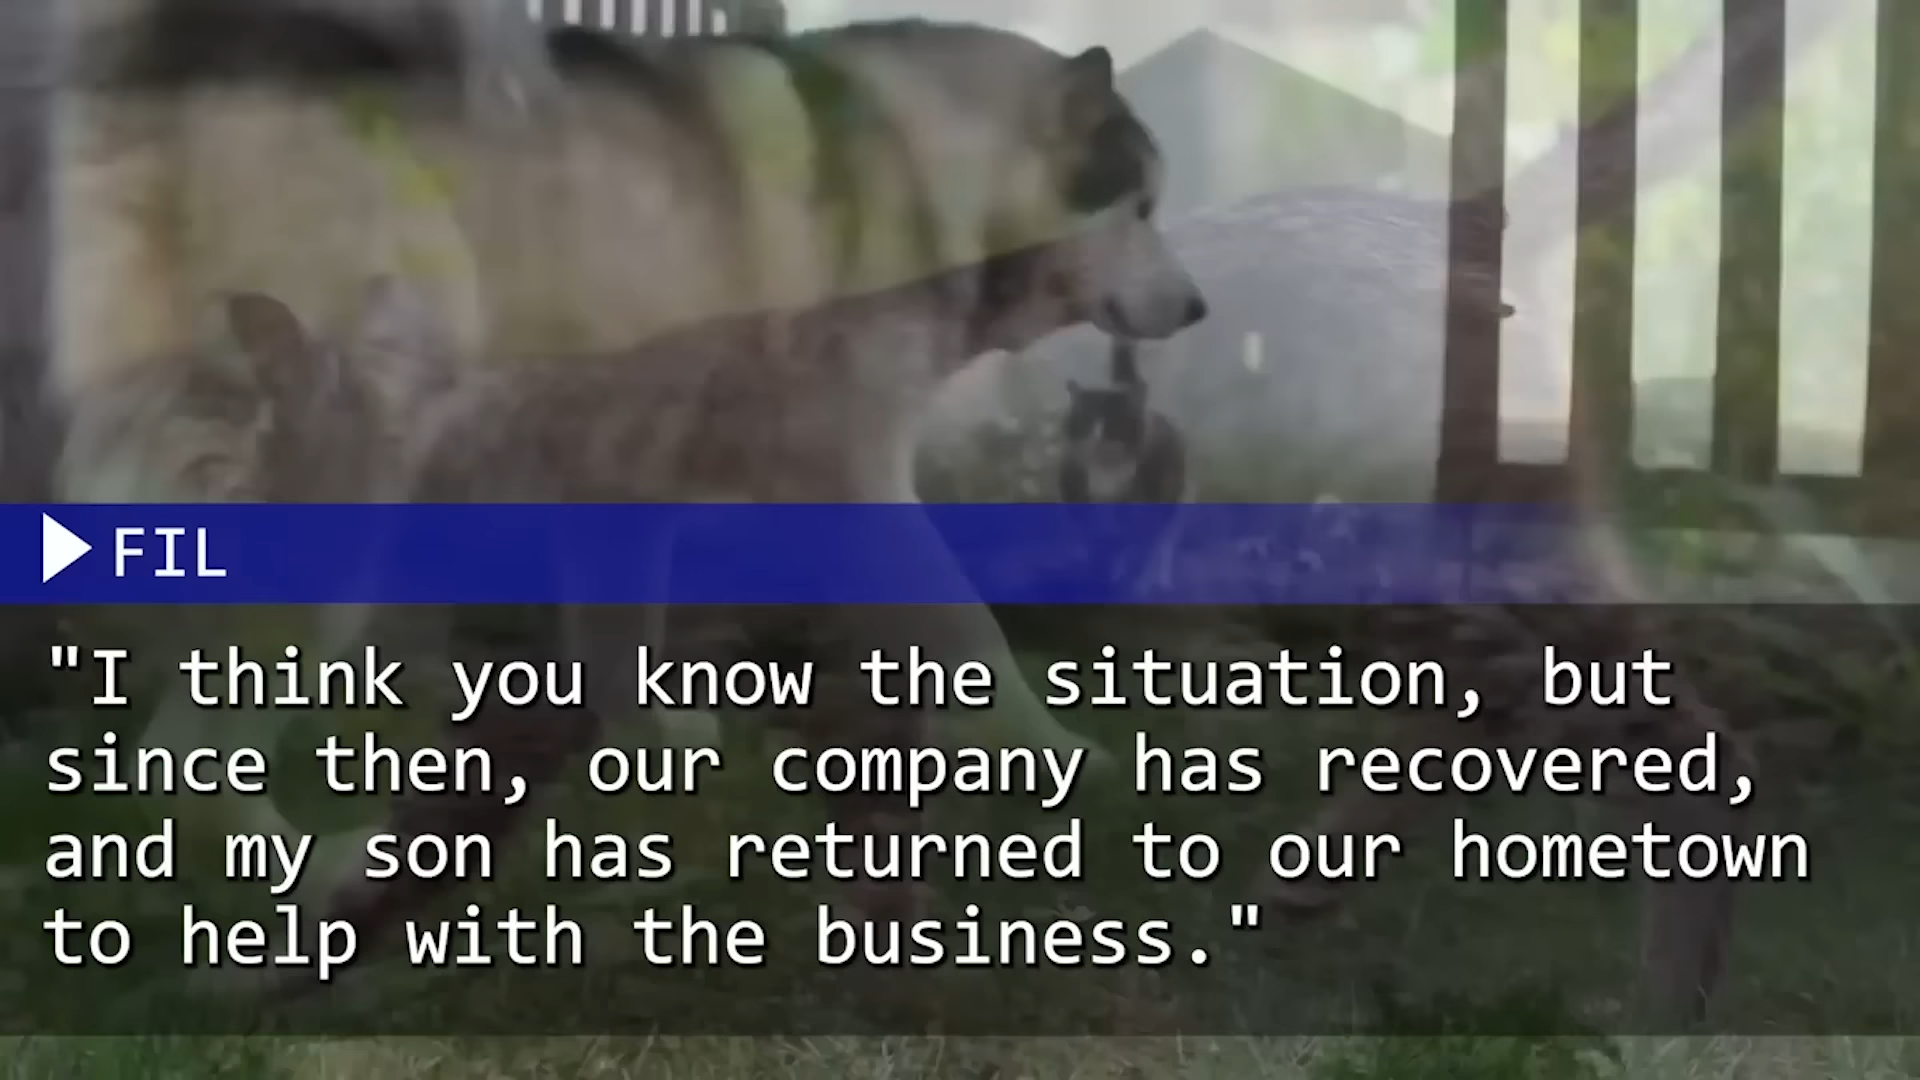 FIL
"I think you know the situation, but
since then, our company has recovered,
and my son has returned to our hometown
to help with the business."